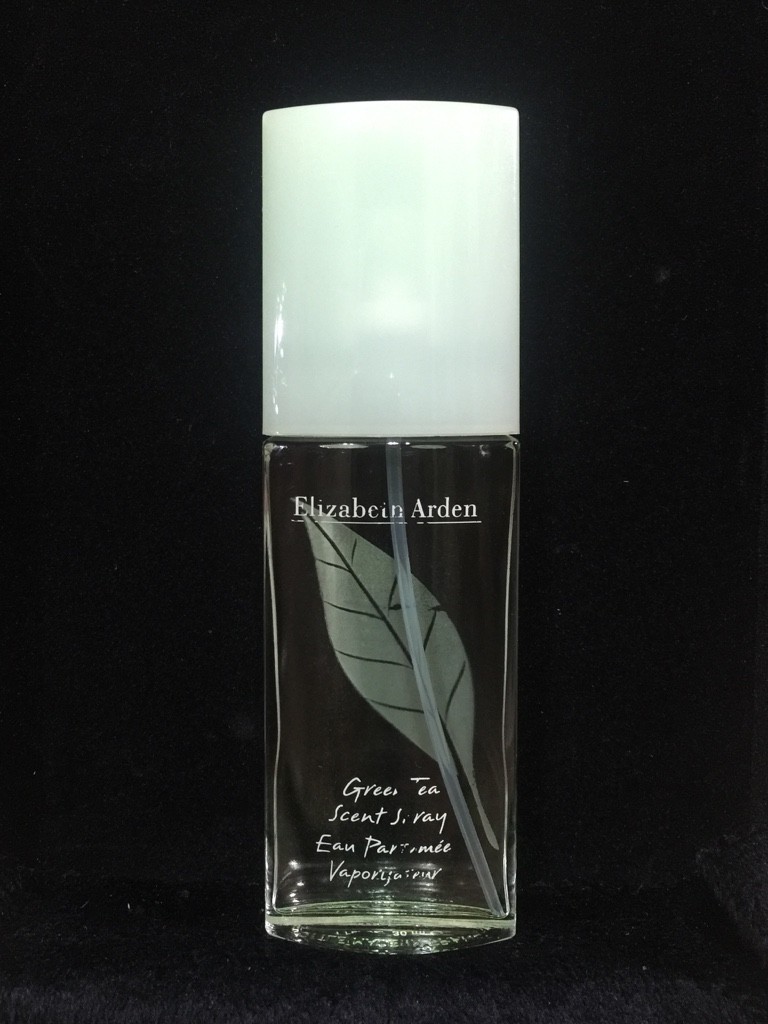 Elizabeth Arden
Green Tea
Scent Spray
Eau Parfumée
Vaporisateur